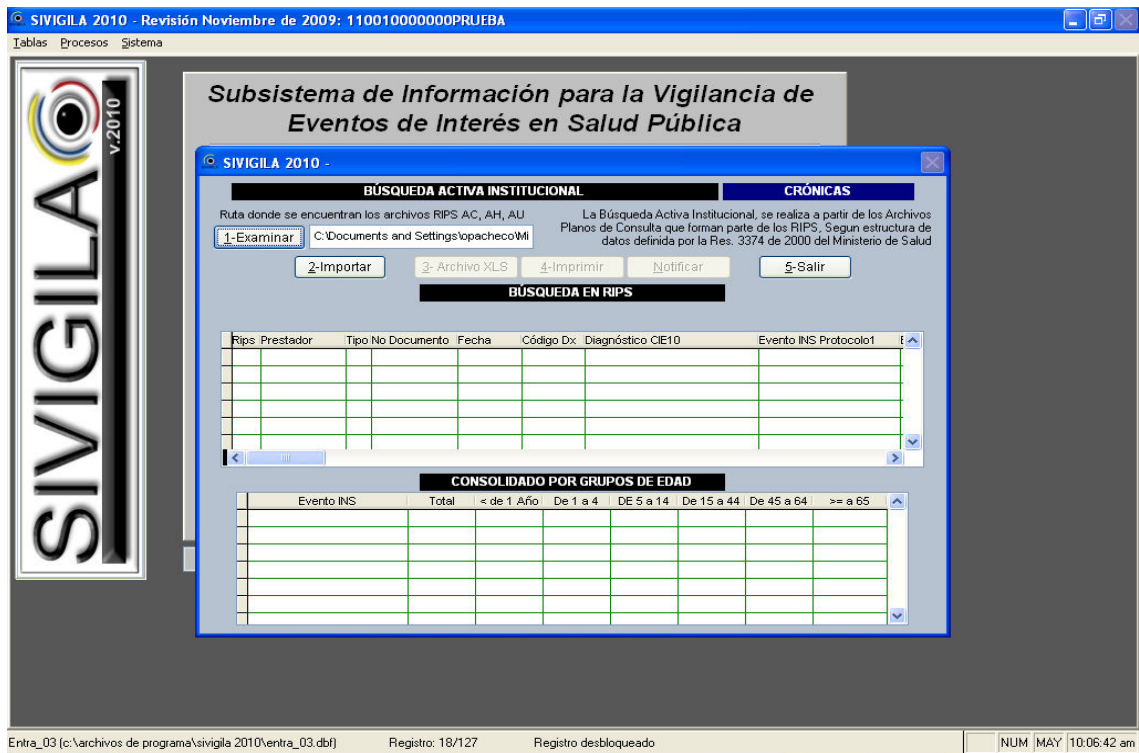 SIVIGILA 2010 - Revisión Noviembre de 2009: 110010000000PRUEBA
Tablas Procesos Sistema
SIVIGILA v.2010
Subsistema de Información para la Vigilancia de
Eventos de Interés en Salud Pública
SIVIGILA 2010 -
BÚSQUEDA ACTIVA INSTITUCIONAL
CRÓNICAS
Ruta donde se encuentran los archivos RIPS AC, AH, AU
1-Examinar C:\Documents and Settings\opacheco\Mi
La Búsqueda Activa Institucional, se realiza a partir de los Archivos
Planos de Consulta que forman parte de los RIPS, Segun estructura de
datos definida por la Res. 3374 de 2000 del Ministerio de Salud
2-Importar 3- Archivo XLS 4-Imprimir Notificar 5-Salir
BÚSQUEDA EN RIPS
Rips Prestador Tipo No Documento Fecha Código Dx Diagnóstico CIE10 Evento INS Protocolo1
CONSOLIDADO POR GRUPOS DE EDAD
Evento INS Total < de 1 Año De 1 a 4 DE 5 a 14 De 15 a 44 De 45 a 64 >= a 65
Entra_03 (c:\archivos de programa\sivigila 2010\entra_03.dbf) Registro: 18/127 Registro desbloqueado NUM MAY 10:06:42 am